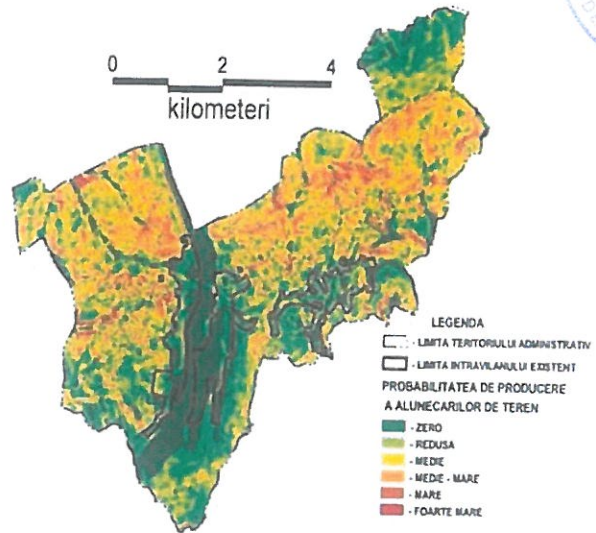 0 2 4
kilometeri
LEGENDA
- LIMITA TERITORIULUI ADMINISTRATIV
- LIMITA INTRAVILANULUI EXISTENT
PROBABILITATEA DE PRODUCERE
A ALUNECARILOR DE TEREN
- ZERO
- REDUSA
- MEDIE
- MEDIE - MARE
- MARE
- FOARTE MARE